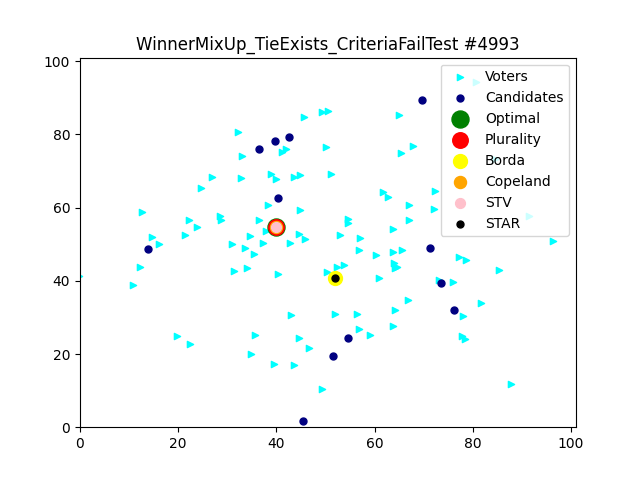 WinnerMixUp_TieExists_CriteriaFailTest #4993
100
80
60
40
20
0
0
20
40
60
80
100
Voters
Candidates
Optimal
Plurality
Borda
Copeland
STV
STAR